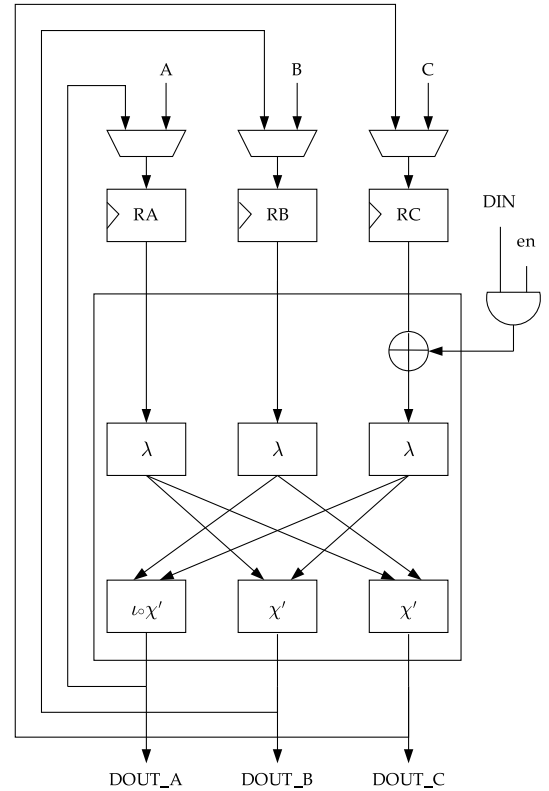 A
B
C
RA
RB
RC
DIN
en
λ
λ
λ
ι∘χ′
χ′
χ′
DOUT_A
DOUT_B
DOUT_C